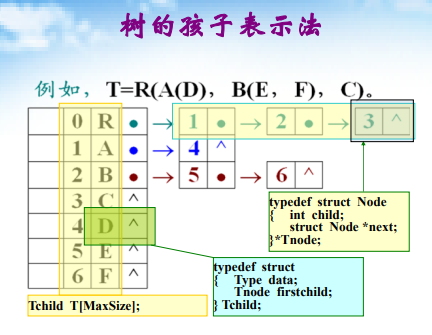 树的孩子表示法
例如，T=R(A(D)，B(E，F)，C)。
0 R • → 1 • → 2 • → 3 ^
1 A • → 4 ^
2 B • → 5 • → 6 ^
3 C ^
4 D ^
5 E ^
6 F ^
typedef struct Node
{ int child;
struct Node *next;
}*Tnode;
typedef struct
{ Type data;
Tnode firstchild;
} Tchild;
Tchild T[MaxSize];